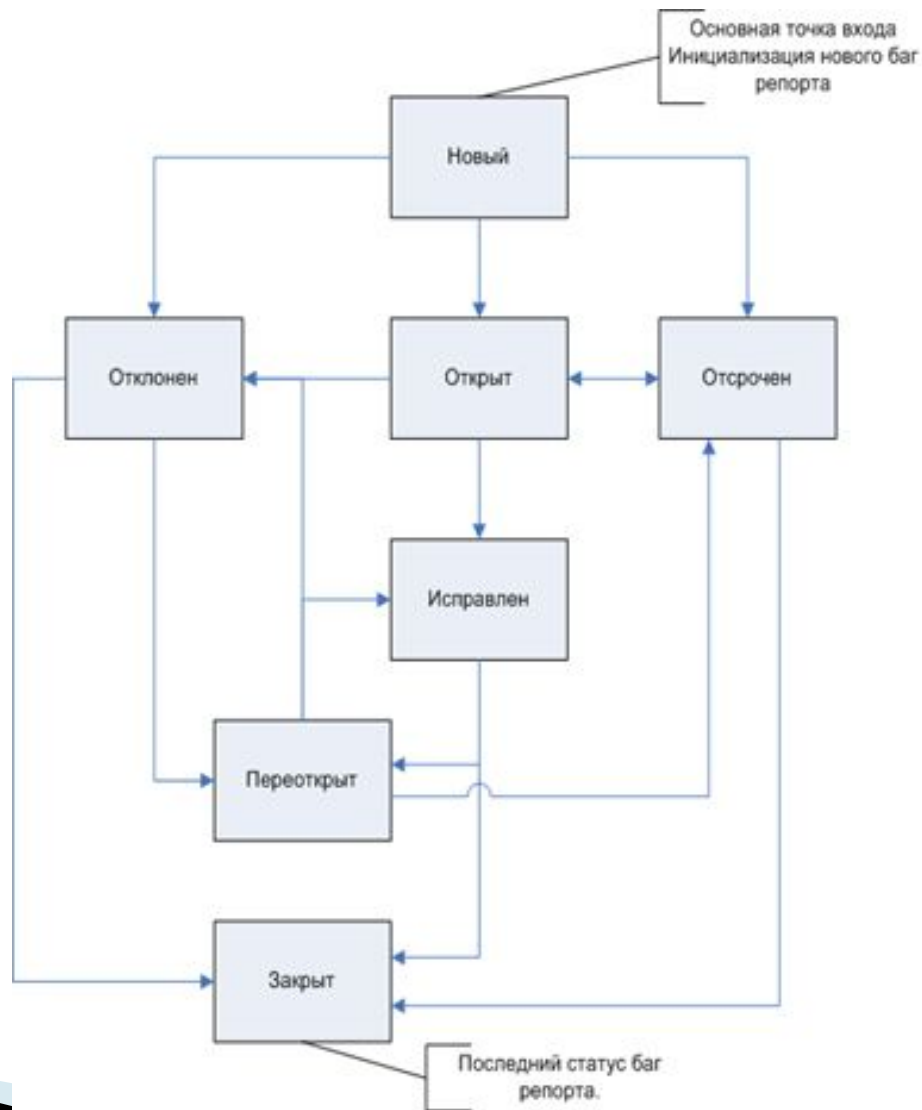 Основная точка входа
Инициализация нового баг
репорта
Новый
Отклонен
Открыт
Отсрочен
Исправлен
Переоткрыт
Закрыт
Последний статус баг
репорта.